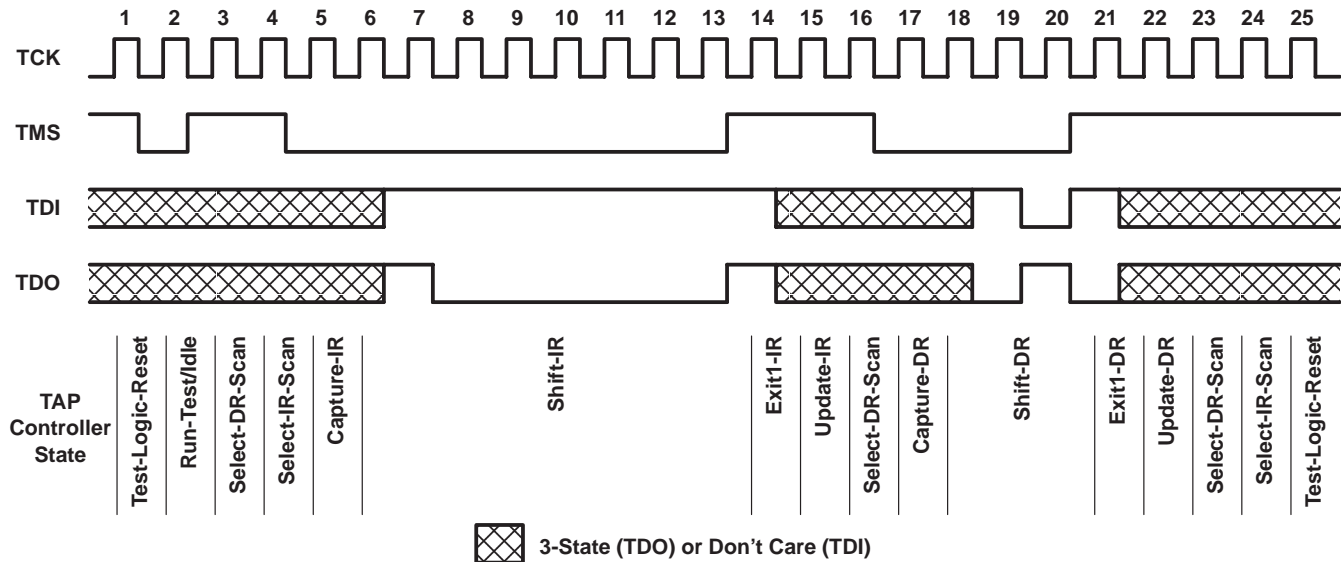 1 2 3 4 5 6 7 8 9 10 11 12 13 14 15 16 17 18 19 20 21 22 23 24 25
TCK
TMS
TDI
TDO
TAP
Controller
State
Test-Logic-Reset
Run-Test/Idle
Select-DR-Scan
Select-IR-Scan
Capture-IR
Shift-IR
Exit1-IR
Update-IR
Select-DR-Scan
Capture-DR
Shift-DR
Exit1-DR
Update-DR
Select-DR-Scan
Select-IR-Scan
Test-Logic-Reset
3-State (TDO) or Don't Care (TDI)